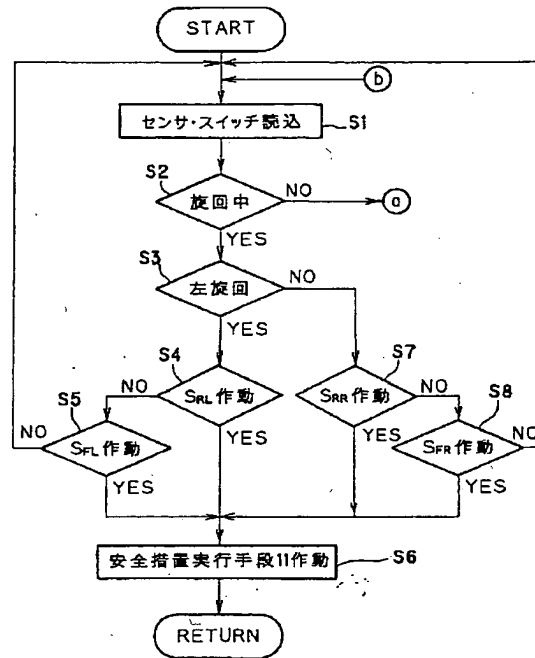 START
b
センサ・スイッチ読込
S1
S2
旋回中
NO
a
YES
S3
左旋回
NO
YES
S4
SRL作動
NO
YES
S5
SFL作動
NO
YES
S7
SRR作動
NO
YES
S8
SFR作動
NO
YES
安全措置実行手段11作動
S6
RETURN